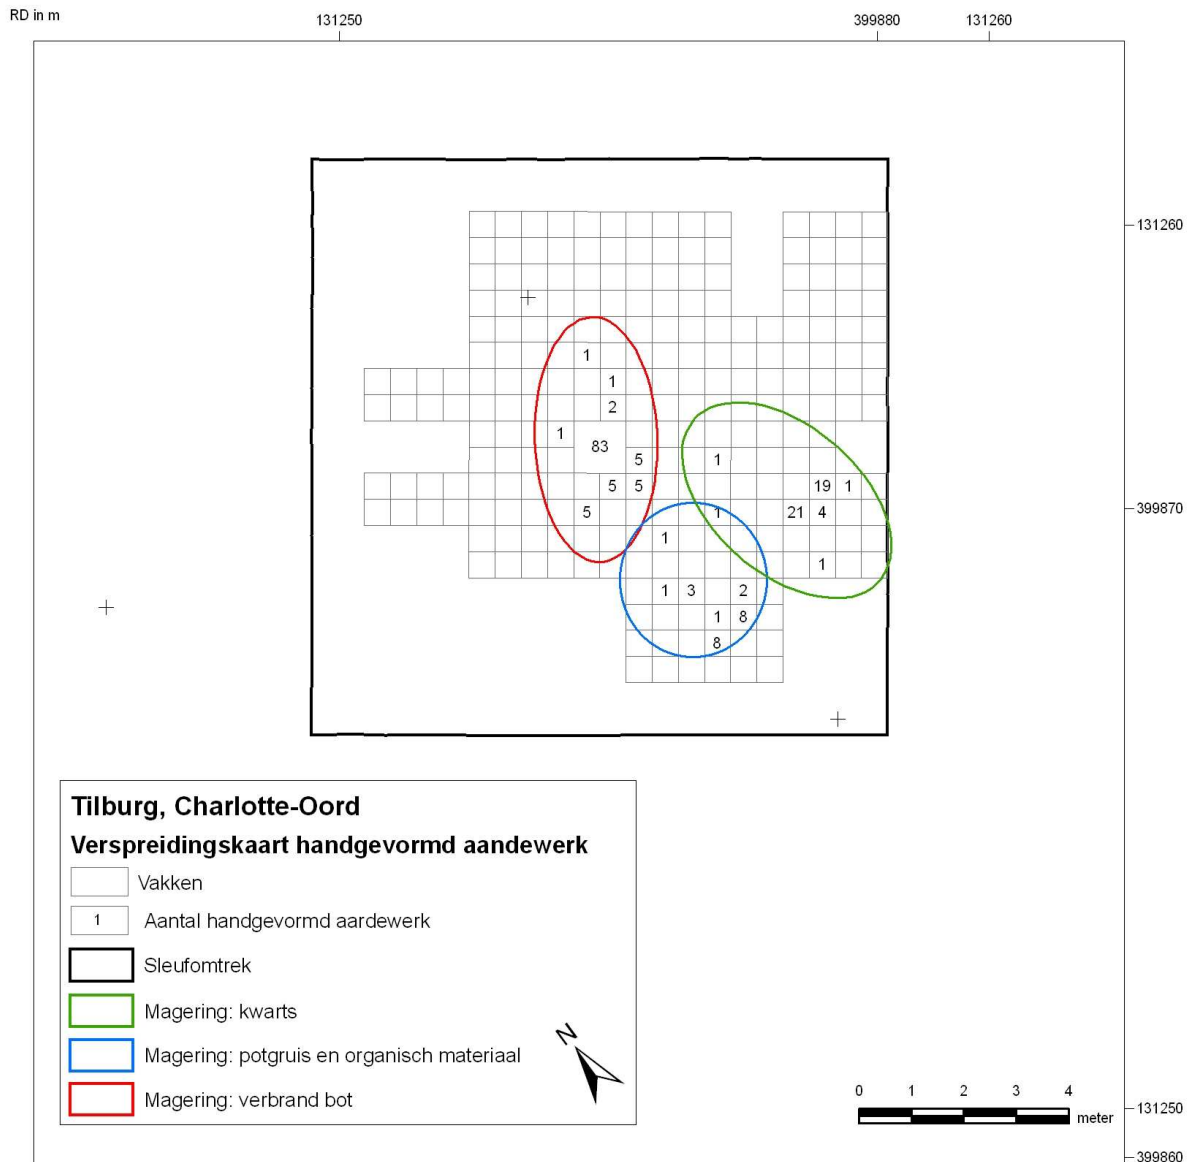 RD in m
131250
399880
131260
131260
1
1
2
1
83
5
1
5
5
19
1
5
1
21
4
399870
1
1
1
3
2
1
8
8
Tilburg, Charlotte-Oord
Verspreidingskaart handgevormd aandewerk
Vakken
1 Aantal handgevormd aardewerk
Sleufomtrek
Magering: kwarts
Magering: potgruis en organisch materiaal
Magering: verbrand bot
N
0 1 2 3 4
meter
131250
399860